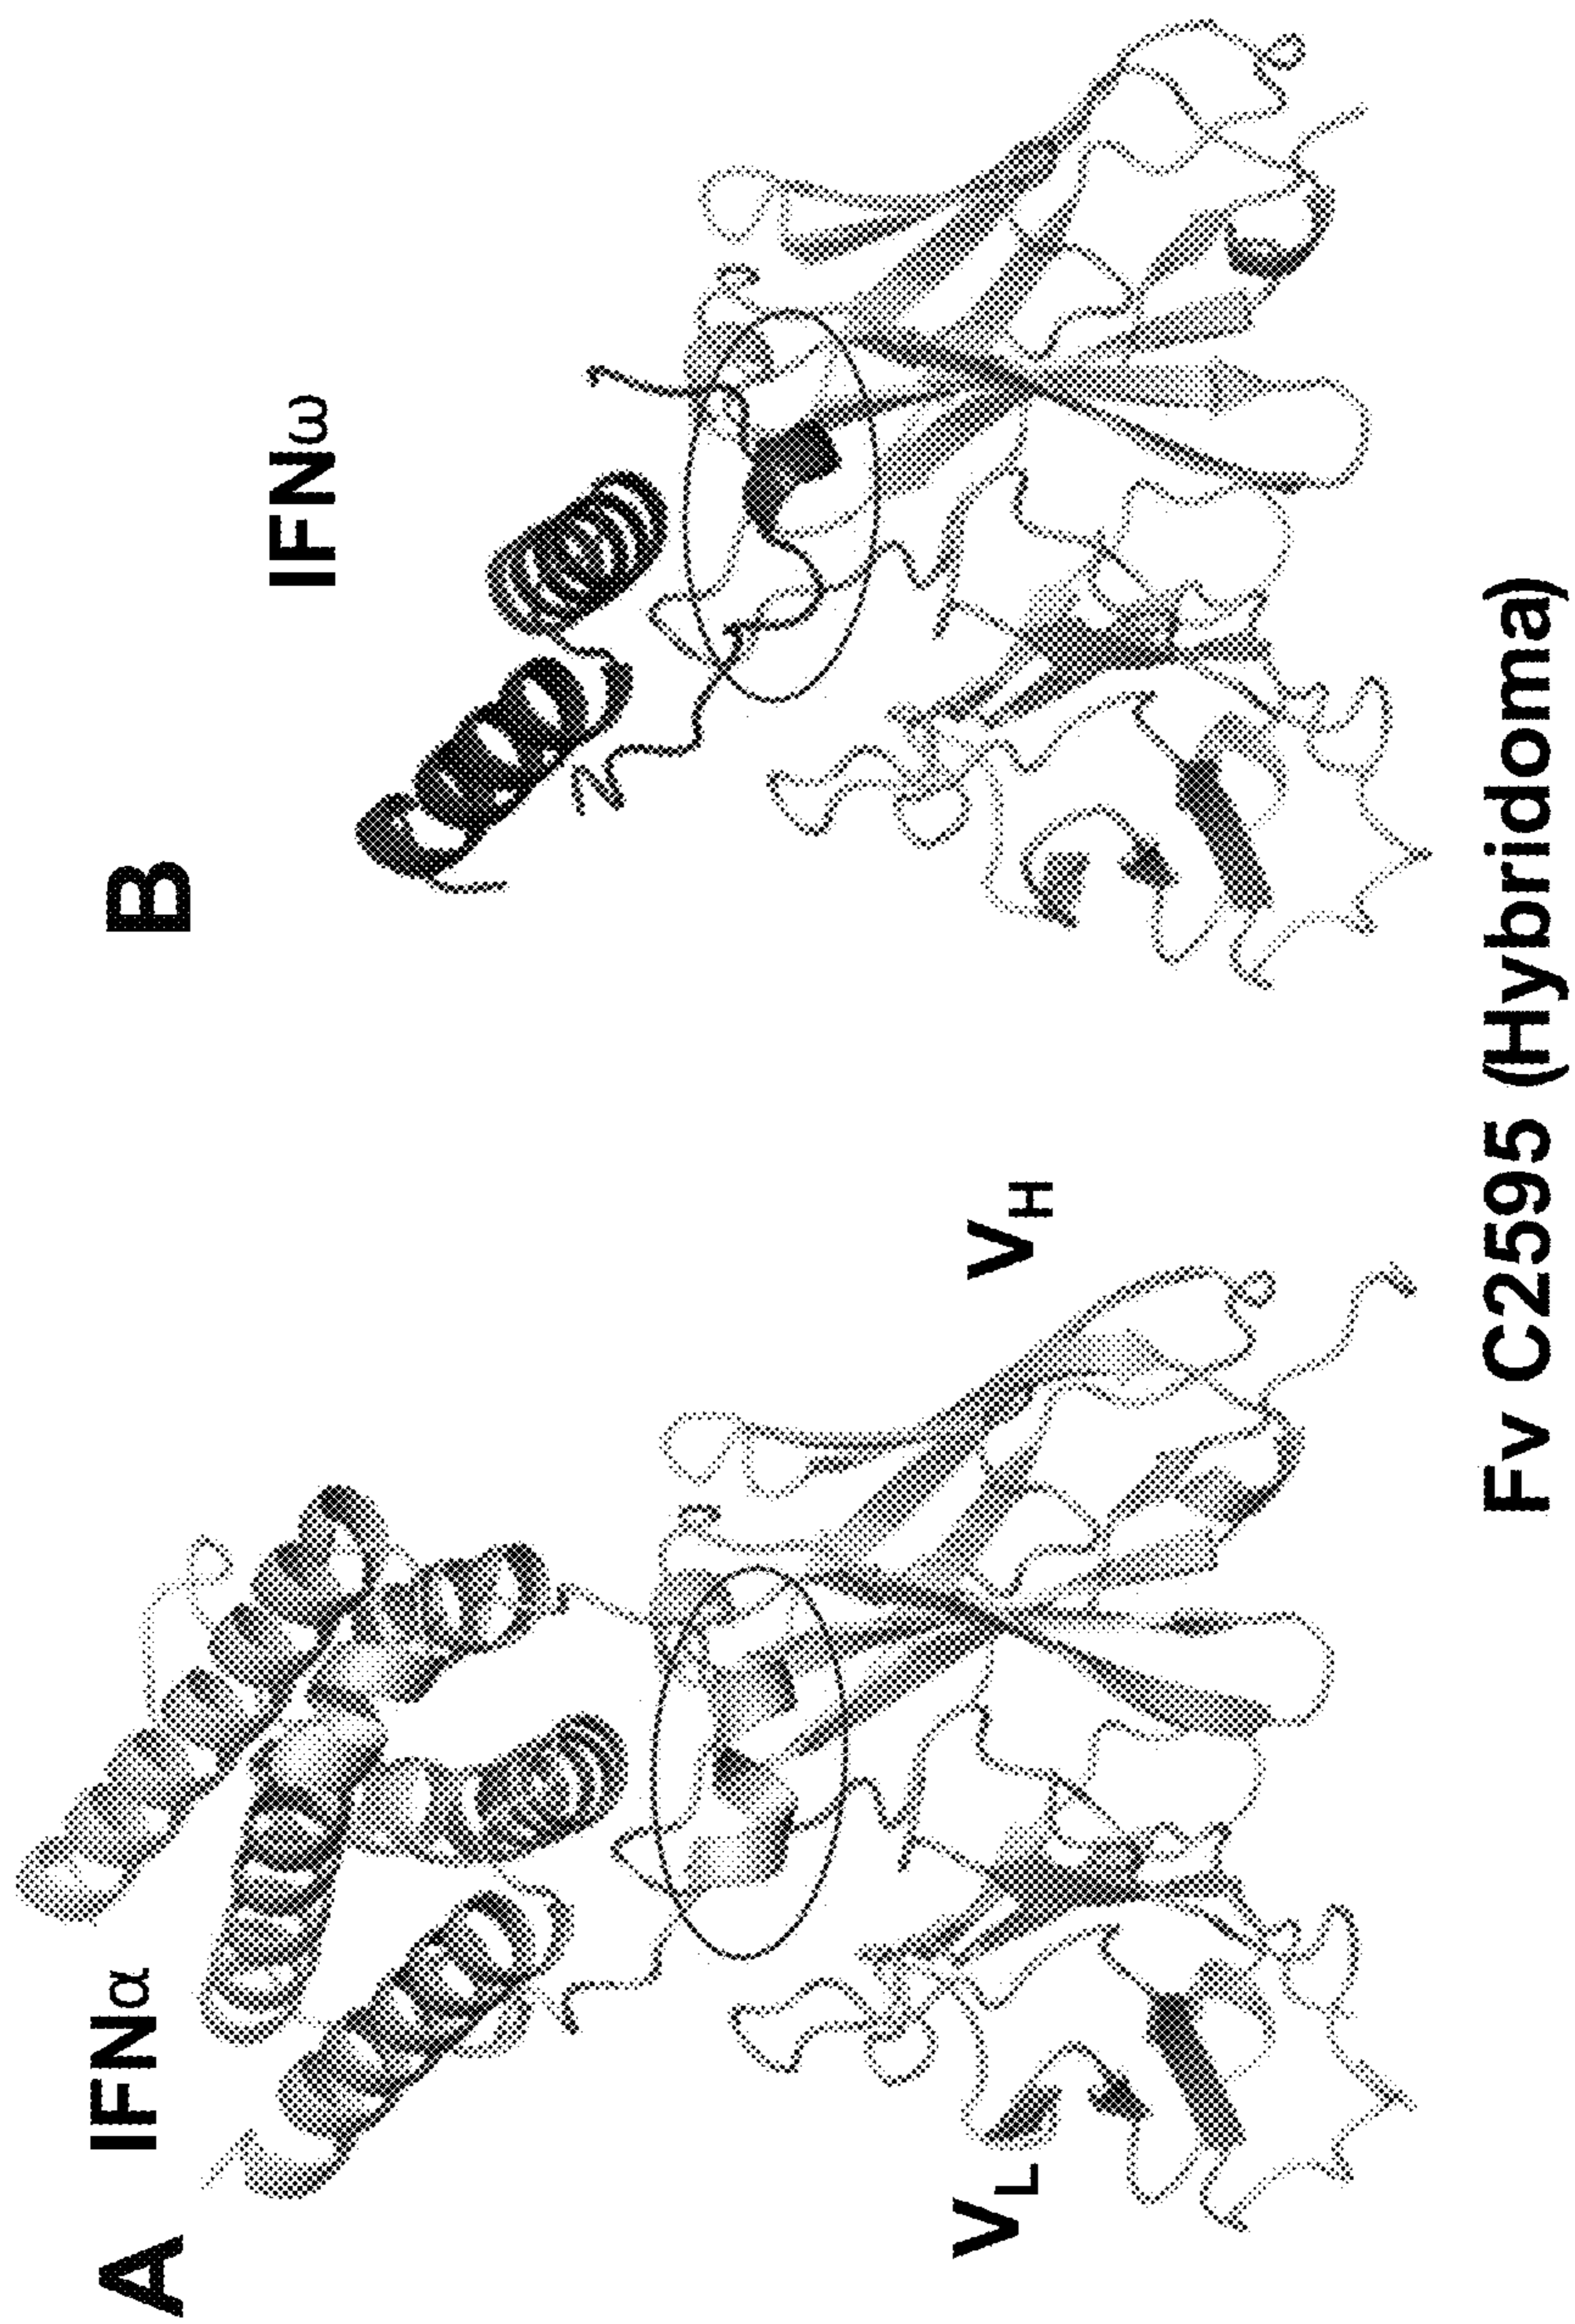 A
IFNα
B
IFNω
VL
VH
Fv C2595 (Hybridoma)